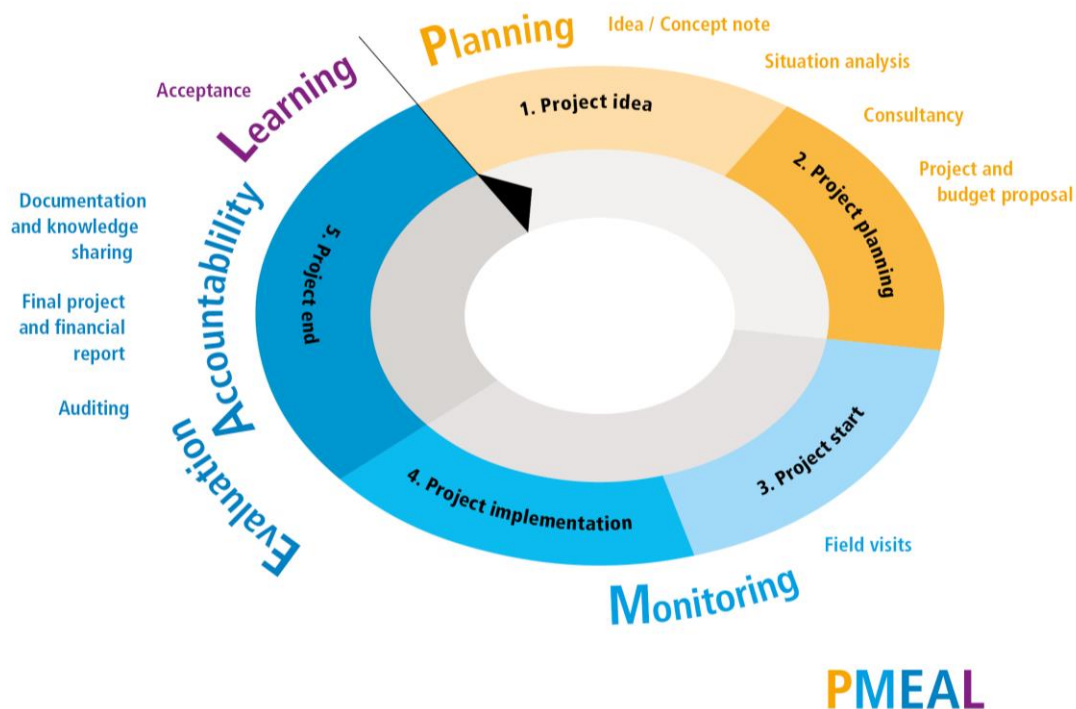 Planning
Idea / Concept note
Situation analysis
Consultancy
Project and
budget proposal
1. Project idea
2. Project planning
3. Project start
Field visits
Monitoring
4. Project implementation
5. Project end
Evaluation
Auditing
Accountablility
Final project
and financial
report
Documentation
and knowledge
sharing
Learning
Acceptance
PMEAL